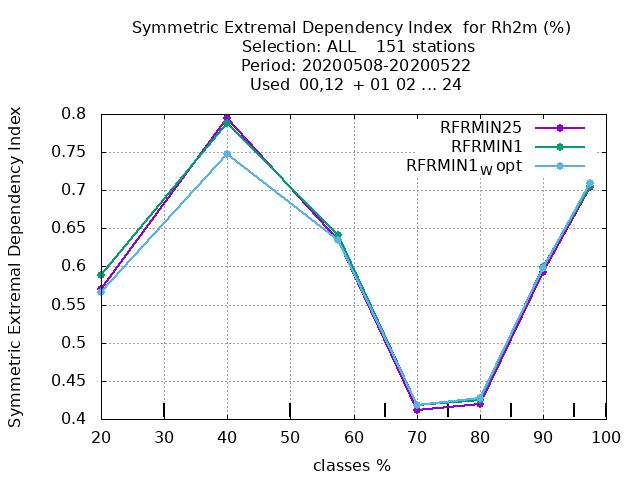 Symmetric Extremal Dependency Index  for Rh2m (%)
Selection: ALL    151 stations
Period: 20200508-20200522
Used  00,12  + 01 02 ... 24
Symmetric Extremal Dependency Index
0.8
0.75
0.7
0.65
0.6
0.55
0.5
0.45
0.4
RFRMIN25
RFRMIN1
RFRMIN1W opt
20 30 40 50 60 70 80 90 100
classes %